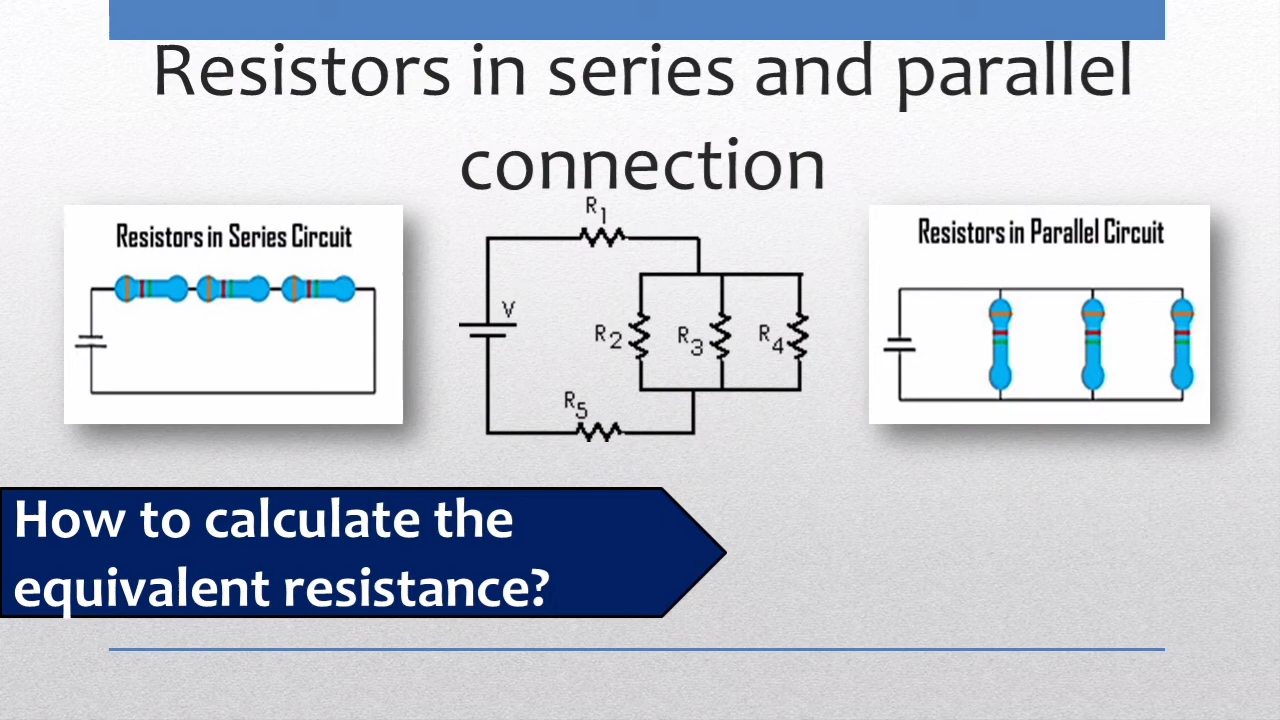 Resistors in series and parallel
connection
Resistors in Series Circuit
R1
V
R2
R3
R4
R5
Resistors in Parallel Circuit
How to calculate the
equivalent resistance?